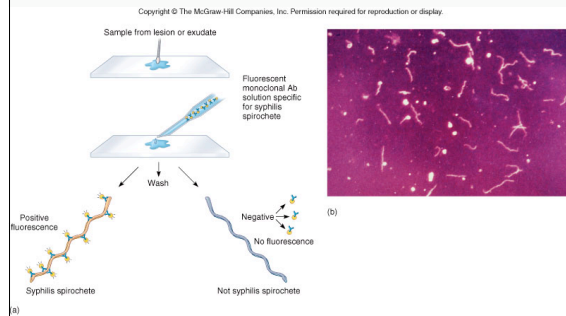 Copyright © The McGraw-Hill Companies, Inc. Permission required for reproduction or display.
Sample from lesion or exudate
Fluorescent
monoclonal Ab
solution specific
for syphilis
spirochete
Wash
Positive
fluorescence
Negative
No fluorescence
Syphilis spirochete
Not syphilis spirochete
(a)
(b)